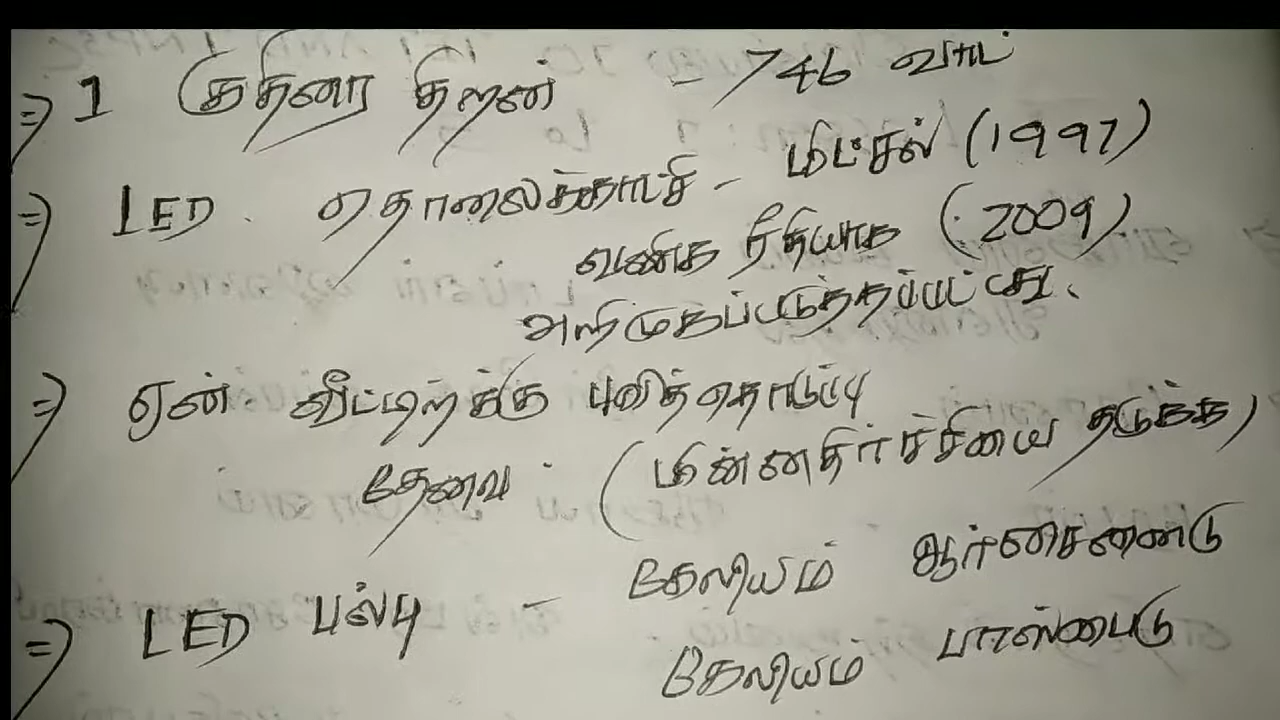 ⇒ 1 குதிரை திறன் - 746 வாட்
⇒ LED தொலைக்காட்சி - மிட்சல் (1997)
வணிக ரீதியாக (2009)
அறிமுகப்படுத்தப்பட்டது.
⇒ ஏன் வீட்டிற்க்கு புவித்தொடுப்பு
தேவை (மின்னதிர்ச்சியை தடுக்க)
⇒ LED பல்பு - கேலியம் ஆர்சைனைடு
கேலியம் பாஸ்பைடு